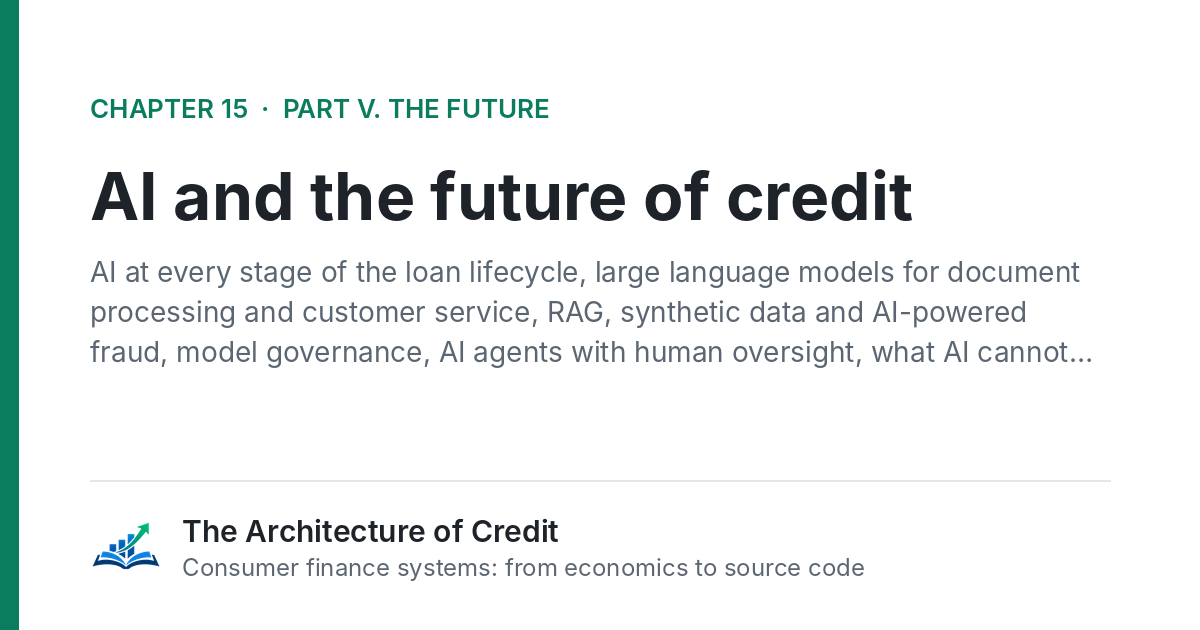 CHAPTER 15 · PART V. THE FUTURE
AI and the future of credit
AI at every stage of the loan lifecycle, large language models for document
processing and customer service, RAG, synthetic data and AI-powered
fraud, model governance, AI agents with human oversight, what AI cannot…
The Architecture of Credit
Consumer finance systems: from economics to source code